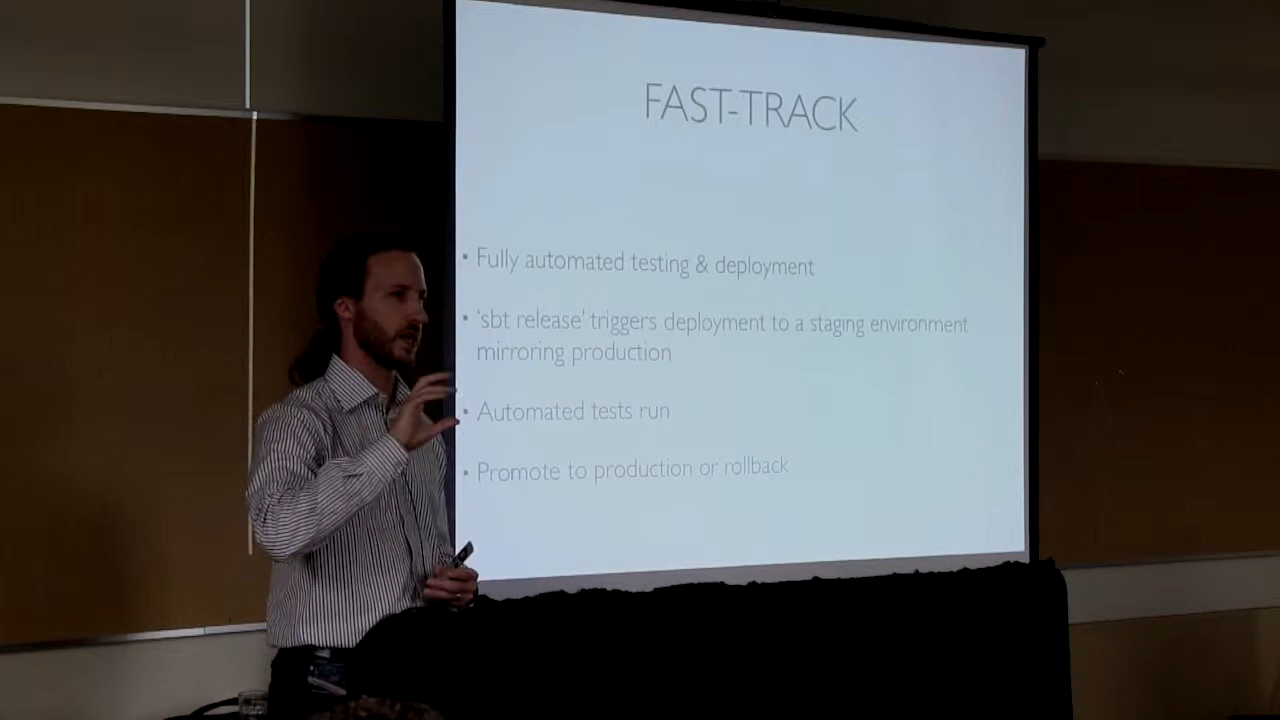 FAST-TRACK
• Fully automated testing & deployment
• 'sbt release' triggers deployment to a staging environment
mirroring production
• Automated tests run
• Promote to production or rollback